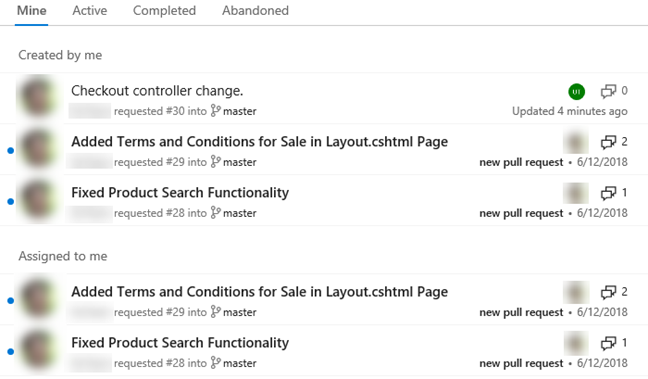 Mine Active Completed Abandoned
Created by me
Checkout controller change. UI 0
requested #30 into master Updated 4 minutes ago
Added Terms and Conditions for Sale in Layout.cshtml Page 2
requested #29 into master new pull request • 6/12/2018
Fixed Product Search Functionality 1
requested #28 into master new pull request • 6/12/2018
Assigned to me
Added Terms and Conditions for Sale in Layout.cshtml Page 2
requested #29 into master new pull request • 6/12/2018
Fixed Product Search Functionality 1
requested #28 into master new pull request • 6/12/2018